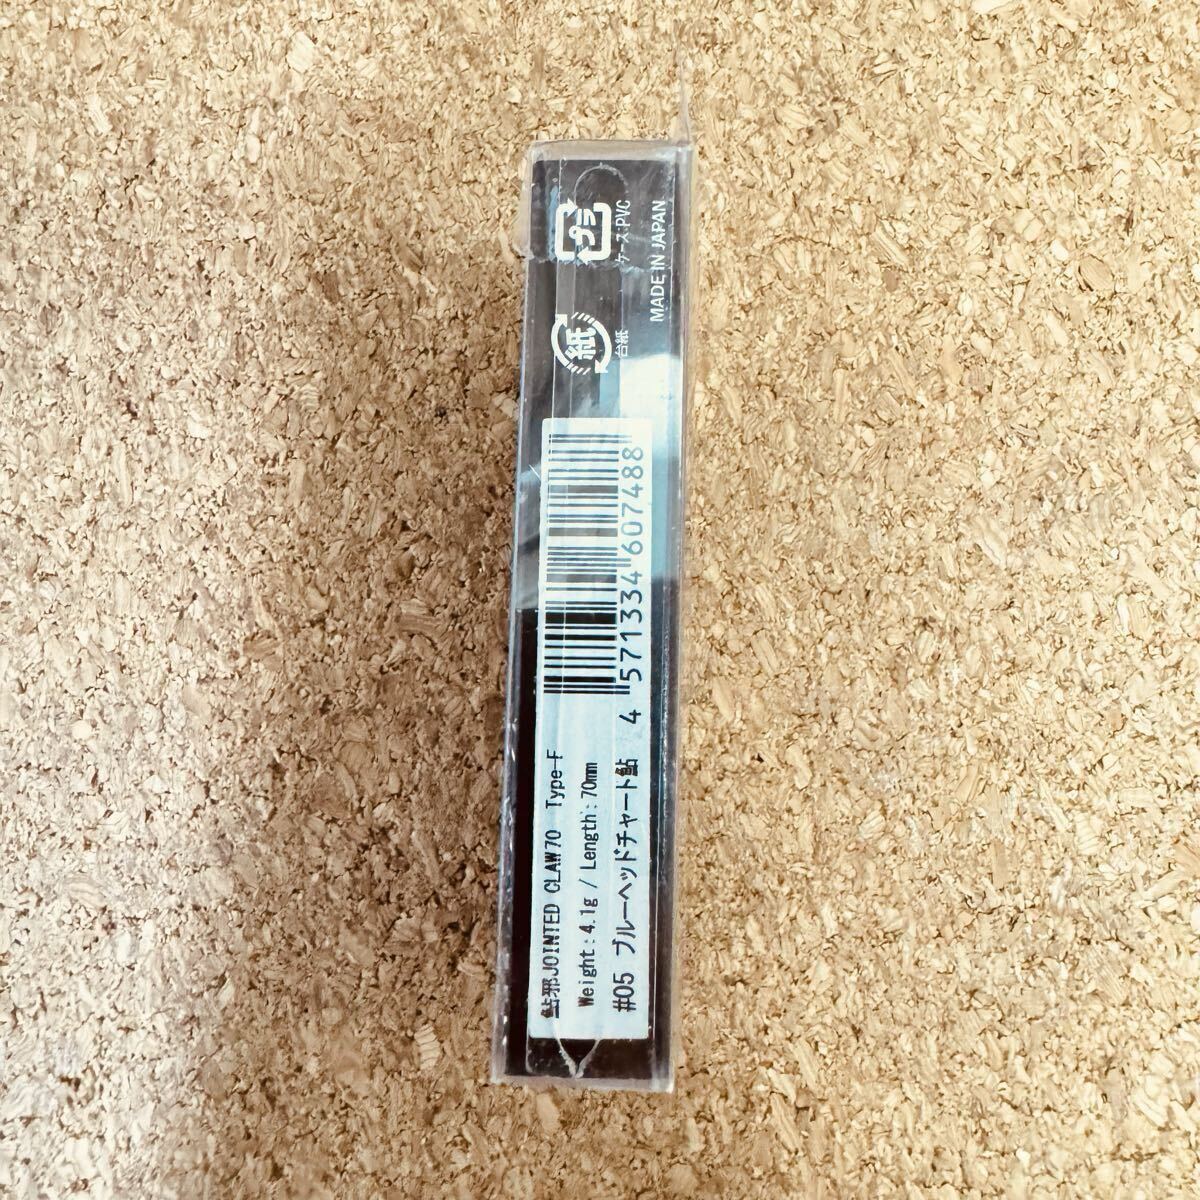 鮎邪JOINTED CLAW70 Type-F
Weight:4.1g / Length:70mm
#05 ブルーヘッドチャート鮎
4 571334 607488
紙
台紙
プラ
ケース:PVC
MADE IN JAPAN